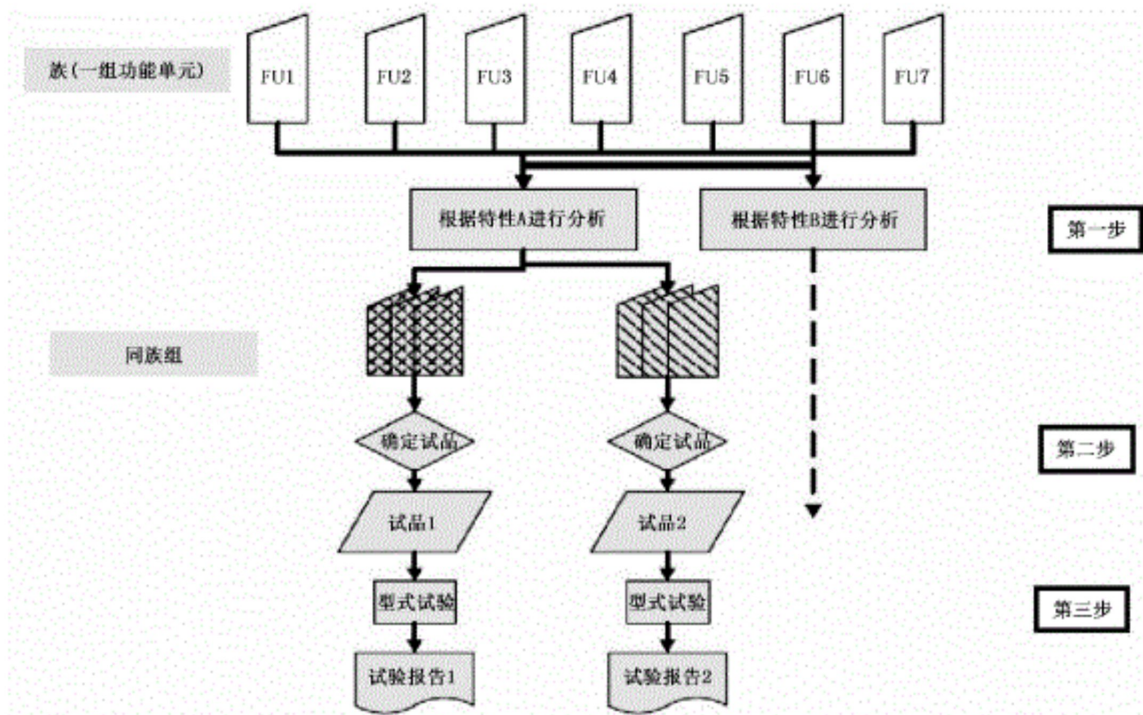 族(一组功能单元)
FU1
FU2
FU3
FU4
FU5
FU6
FU7
根据特性A进行分析
根据特性B进行分析
第一步
同族组
确定试品
确定试品
第二步
试品1
试品2
型式试验
型式试验
第三步
试验报告1
试验报告2